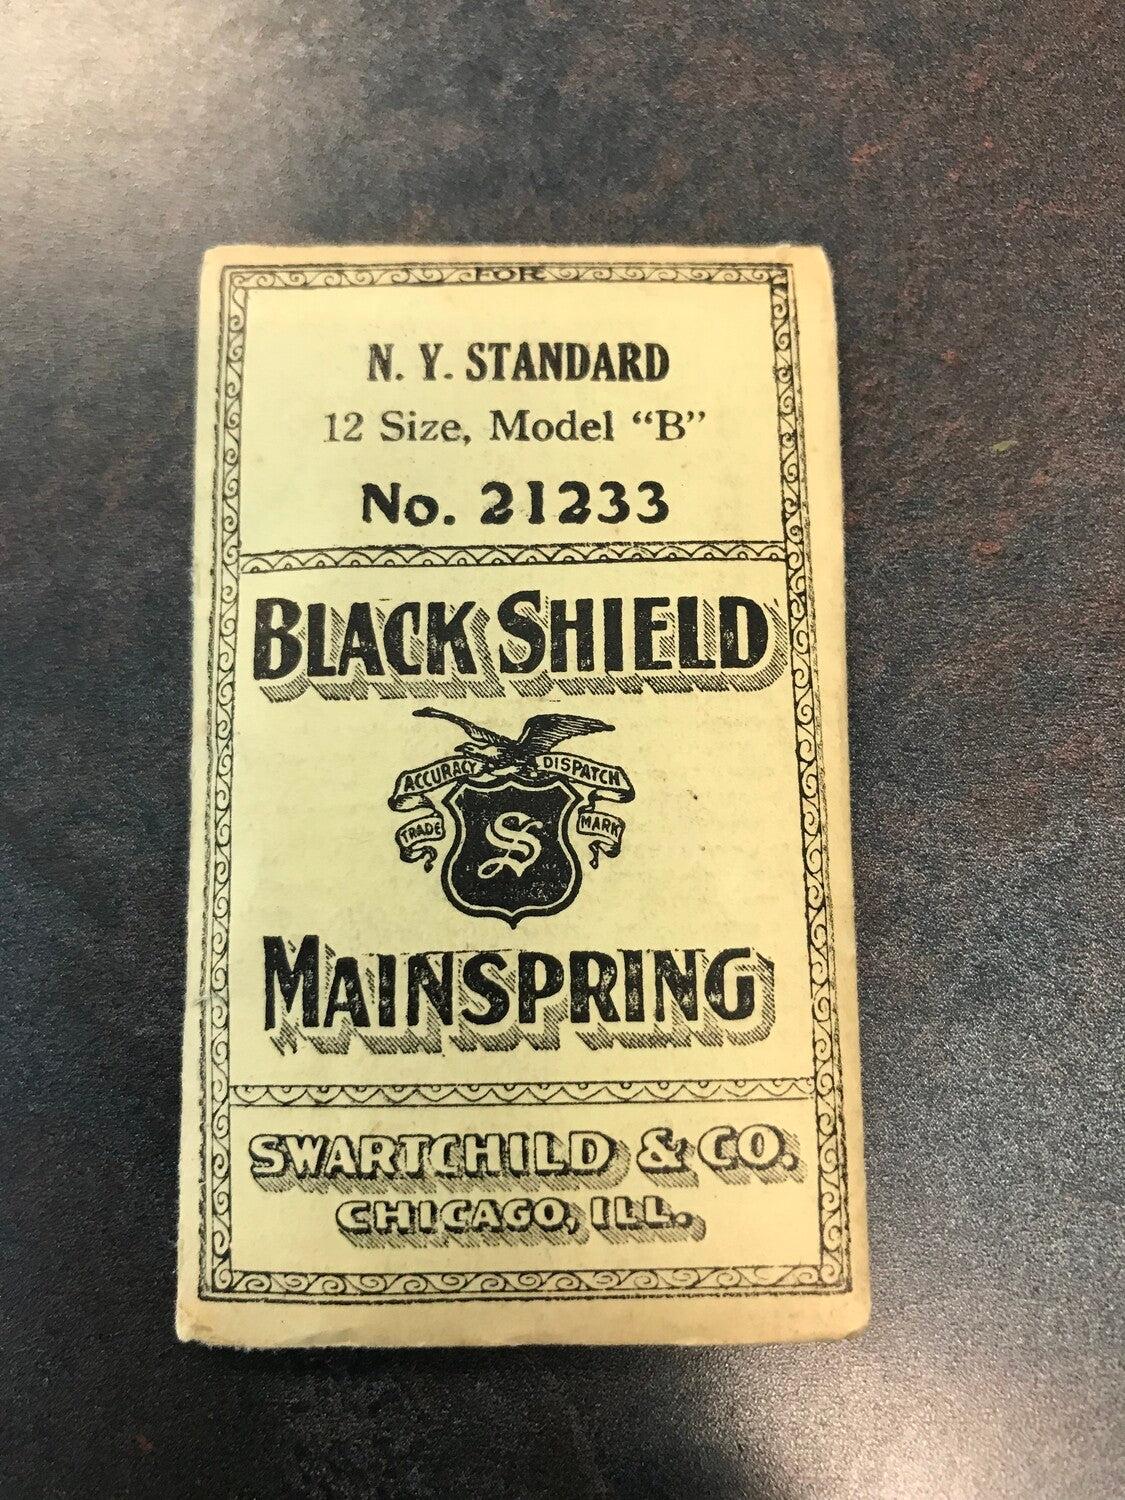 FOR
N. Y. STANDARD
12 Size, Model “B”
No. 21233
BLACK SHIELD
ACCURACY DISPATCH
TRADE MARK
S
MAINSPRING
SWARTCHILD & CO.
CHICAGO, ILL.